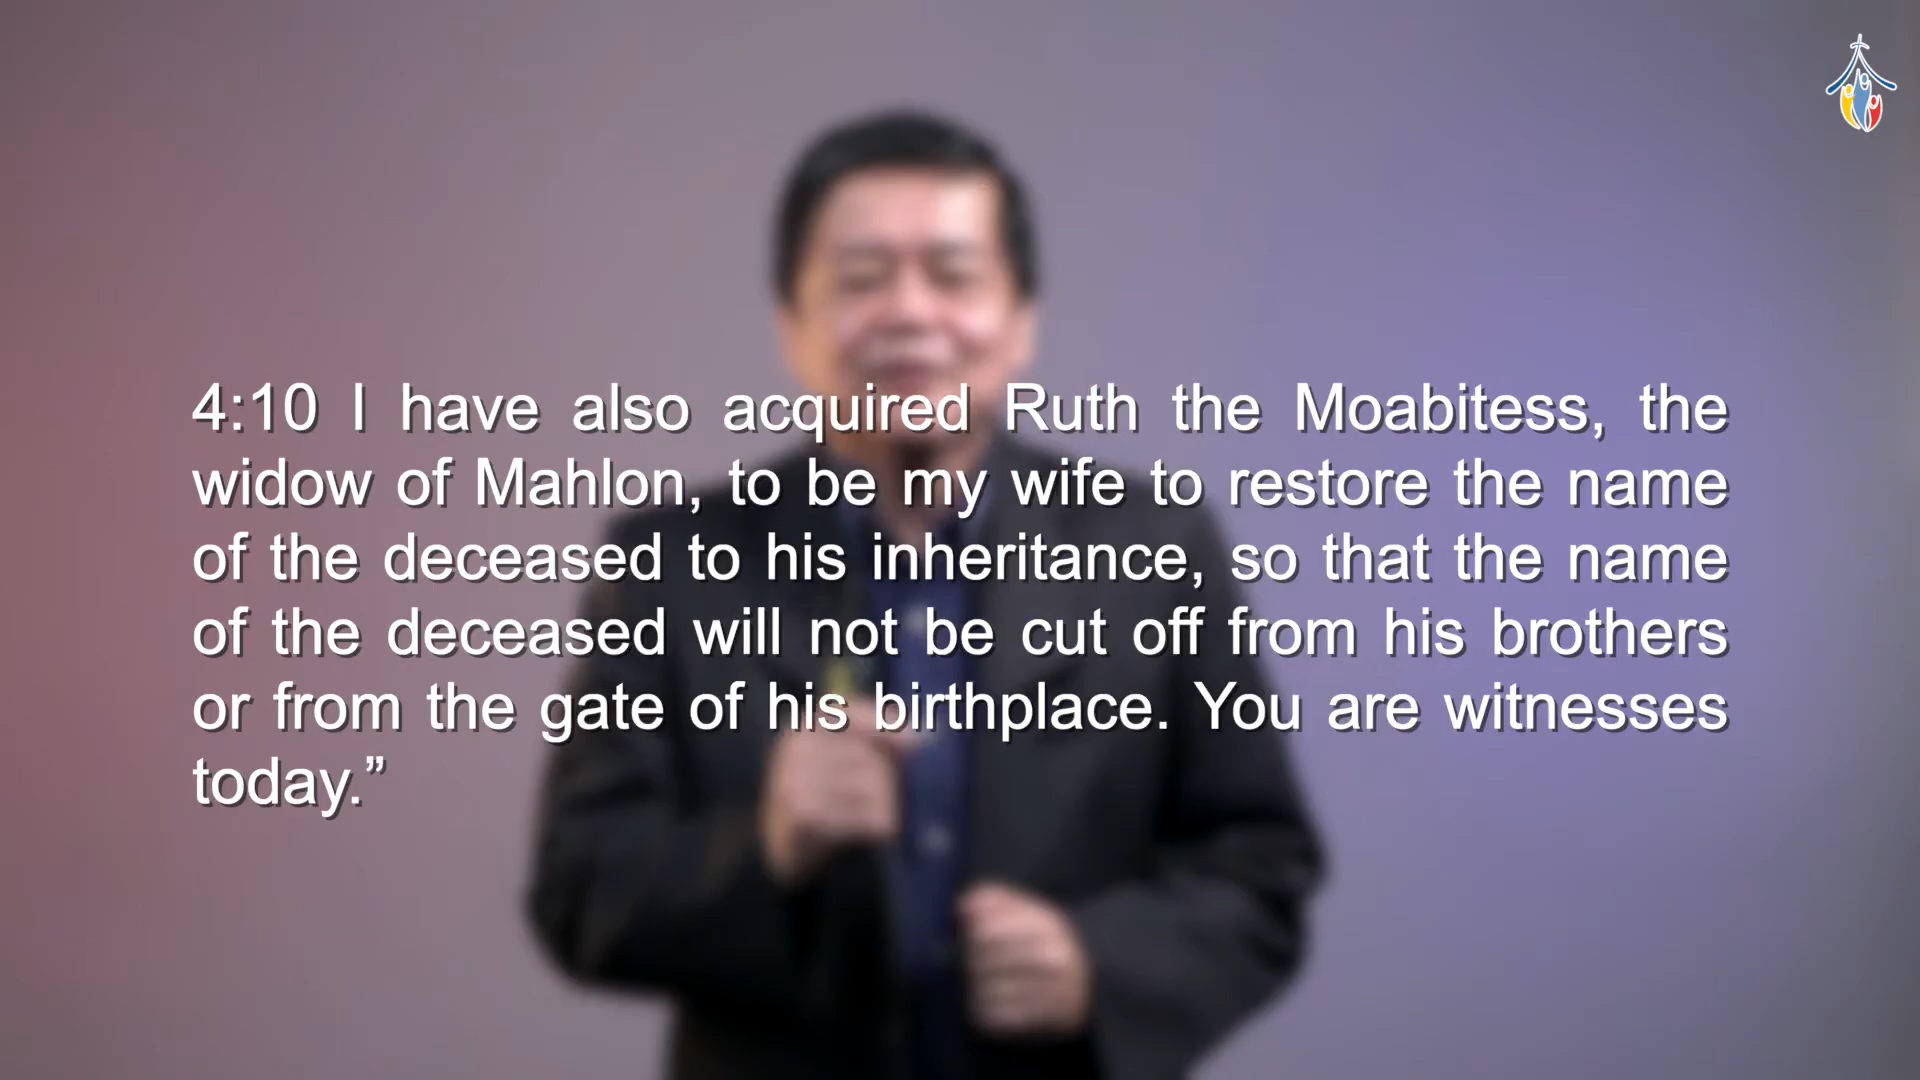 4:10 I have also acquired Ruth the Moabitess, the
widow of Mahlon, to be my wife to restore the name
of the deceased to his inheritance, so that the name
of the deceased will not be cut off from his brothers
or from the gate of his birthplace. You are witnesses
today.”